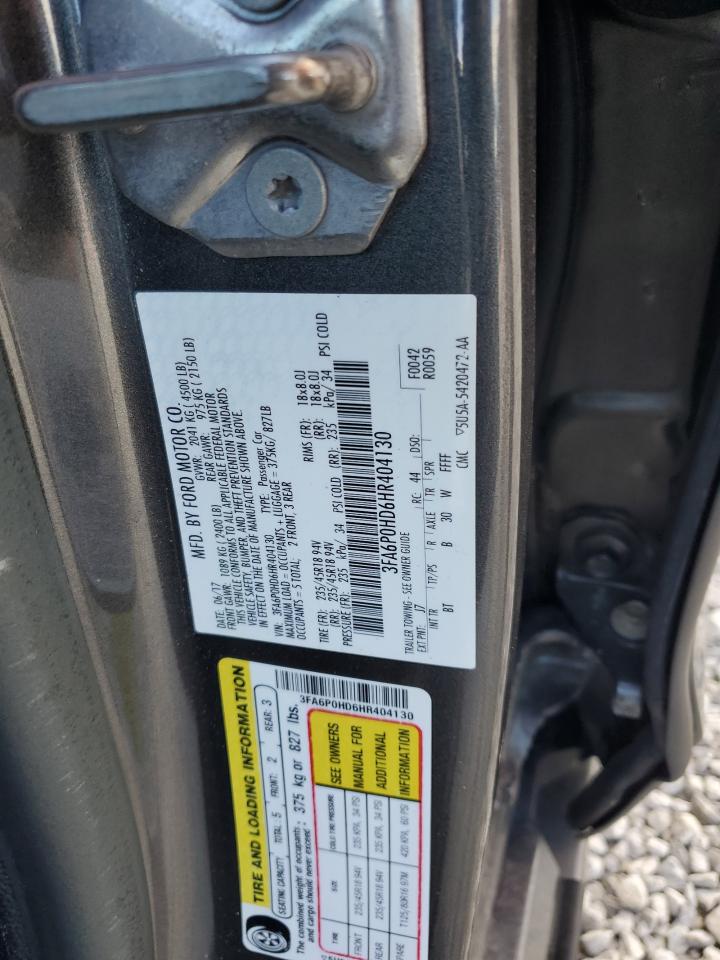 MFD. BY FORD MOTOR CO.
DATE: 06/17 GVWR: 2041 KG ( 4500 LB)
FRONT GAWR: 1089 KG (2400 LB) REAR GAWR: 975 KG ( 2150 LB)
THIS VEHICLE CONFORMS TO ALL APPLICABLE FEDERAL MOTOR
VEHICLE SAFETY, BUMPER, AND THEFT PREVENTION STANDARDS
IN EFFECT ON THE DATE OF MANUFACTURE SHOWN ABOVE.
VIN: 3FA6P0HD6HR404130 TYPE: Passenger Car
MAXIMUM LOAD = OCCUPANTS + LUGGAGE = 375KG/ 827LB
OCCUPANTS = 5 TOTAL, 2 FRONT, 3 REAR
TIRE (FR): 235/45R18 94V RIMS (FR): 18x8.0J
(RR): 235/45R18 94V (RR): 18x8.0J
PRESSURE (FR): 235 kPa/ 34 PSI COLD (RR): 235 kPa/ 34 PSI COLD
3FA6P0HD6HR404130
F0042
R0059
TRAILER TOWING - SEE OWNER GUIDE
EXT PNT: J7 RC: 44 DSO:
INT TR TP/PS R AXLE TR SPR
BT B 30 W FFFF
CMC ▽5U5A-5420472-AA
TIRE AND LOADING INFORMATION
SEATING CAPACITY TOTAL: 5 FRONT: 2 REAR: 3
The combined weight of occupants and cargo should never exceed : 375 kg or 827 lbs.
3FA6P0HD6HR404130
TIRE SIZE COLD TIRE PRESSURE SEE OWNERS
FRONT 235/45R18 94V 235 KPA, 34 PSI MANUAL FOR
REAR 235/45R18 94V 235 KPA, 34 PSI ADDITIONAL
SPARE T125/80R16 97M 420 KPA, 60 PSI INFORMATION